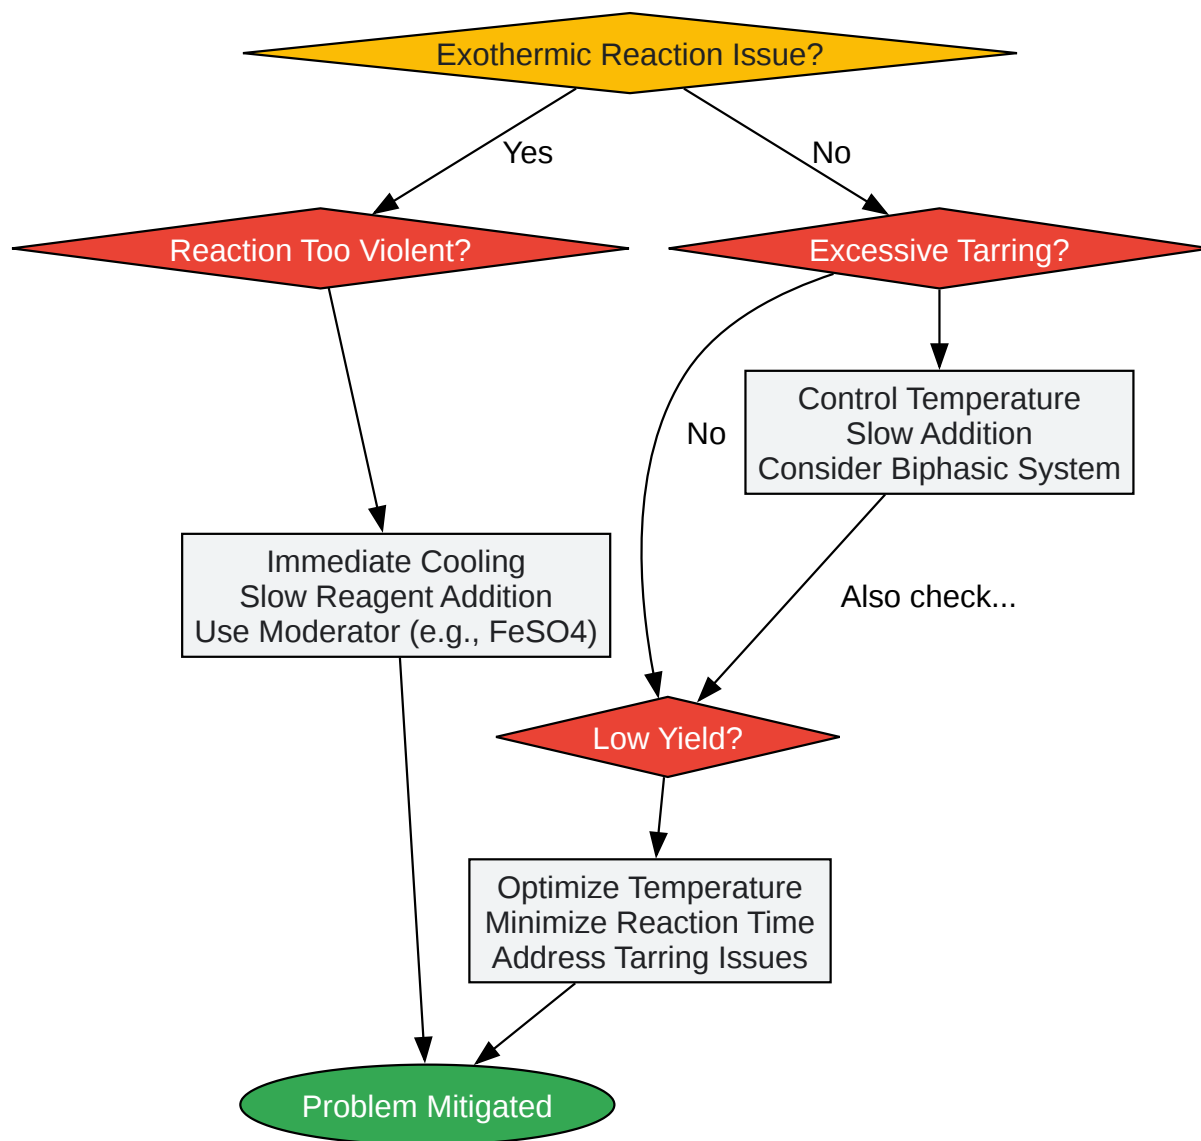 Exothermic Reaction Issue?
Yes
No
Reaction Too Violent?
Excessive Tarring?
Control Temperature
Slow Addition
Consider Biphasic System
No
Immediate Cooling
Slow Reagent Addition
Use Moderator (e.g., FeSO4)
Also check...
Low Yield?
Optimize Temperature
Minimize Reaction Time
Address Tarring Issues
Problem Mitigated